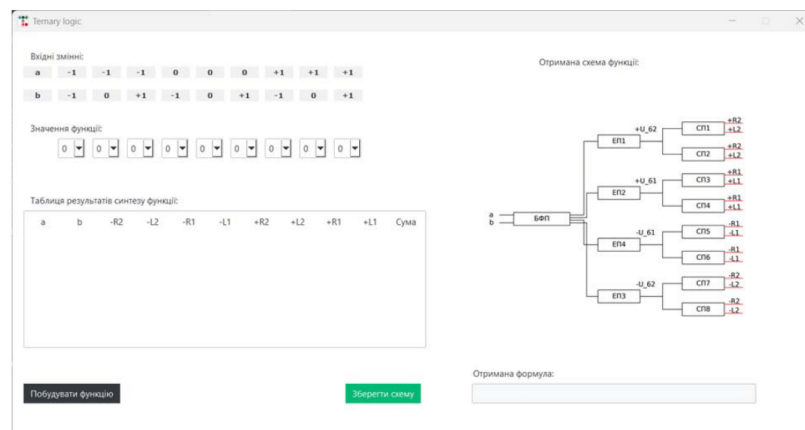 Ternary logic
Вхідні змінні:
a -1 -1 -1 0 0 0 +1 +1 +1
b -1 0 +1 -1 0 +1 -1 0 +1
Значення функції:
0 0 0 0 0 0 0 0 0
Таблиця результатів синтезу функції:
a b -R2 -L2 -R1 -L1 +R2 +L2 +R1 +L1 Сума
Побудувати функцію
Зберегти схему
Отримана схема функції:
a
b
БФП
ЕП1
+U_62
СП1
+R2
+L2
СП2
+R2
+L2
ЕП2
+U_61
СП3
+R1
+L1
СП4
+R1
+L1
ЕП4
-U_61
СП5
-R1
-L1
СП6
-R1
-L1
ЕП3
-U_62
СП7
-R2
-L2
СП8
-R2
-L2
Отримана формула: